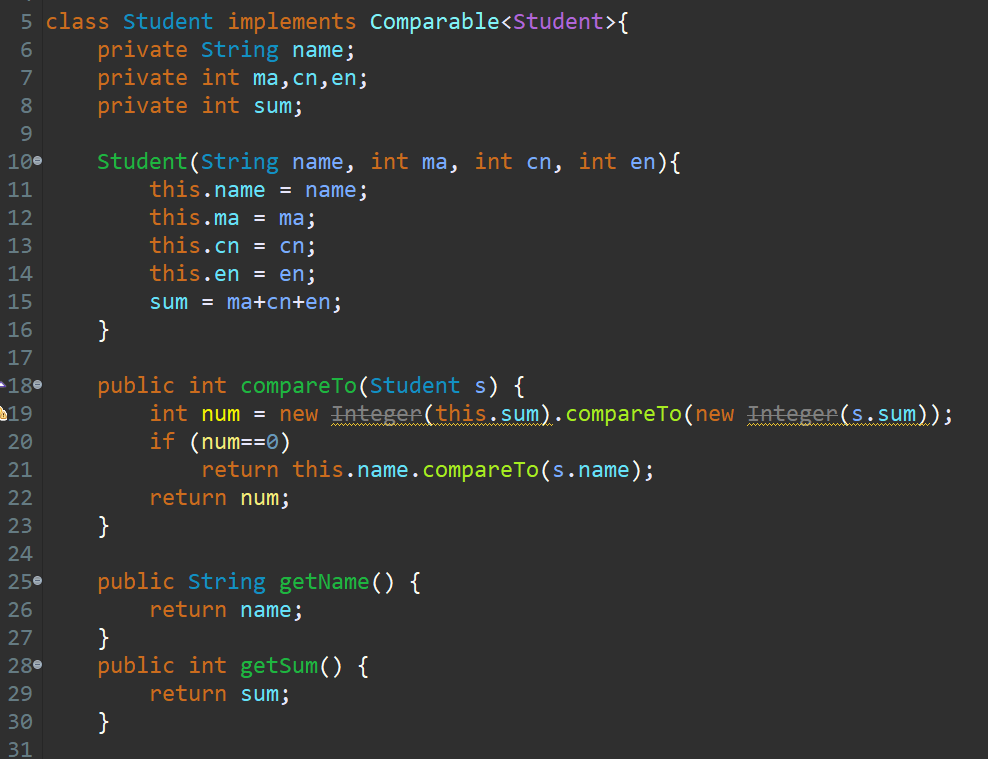 5 class Student implements Comparable<Student>{
6     private String name;
7     private int ma,cn,en;
8     private int sum;
9
10     Student(String name, int ma, int cn, int en){
11         this.name = name;
12         this.ma = ma;
13         this.cn = cn;
14         this.en = en;
15         sum = ma+cn+en;
16     }
17
18     public int compareTo(Student s) {
19         int num = new Integer(this.sum).compareTo(new Integer(s.sum));
20         if (num==0)
21             return this.name.compareTo(s.name);
22         return num;
23     }
24
25     public String getName() {
26         return name;
27     }
28     public int getSum() {
29         return sum;
30     }
31